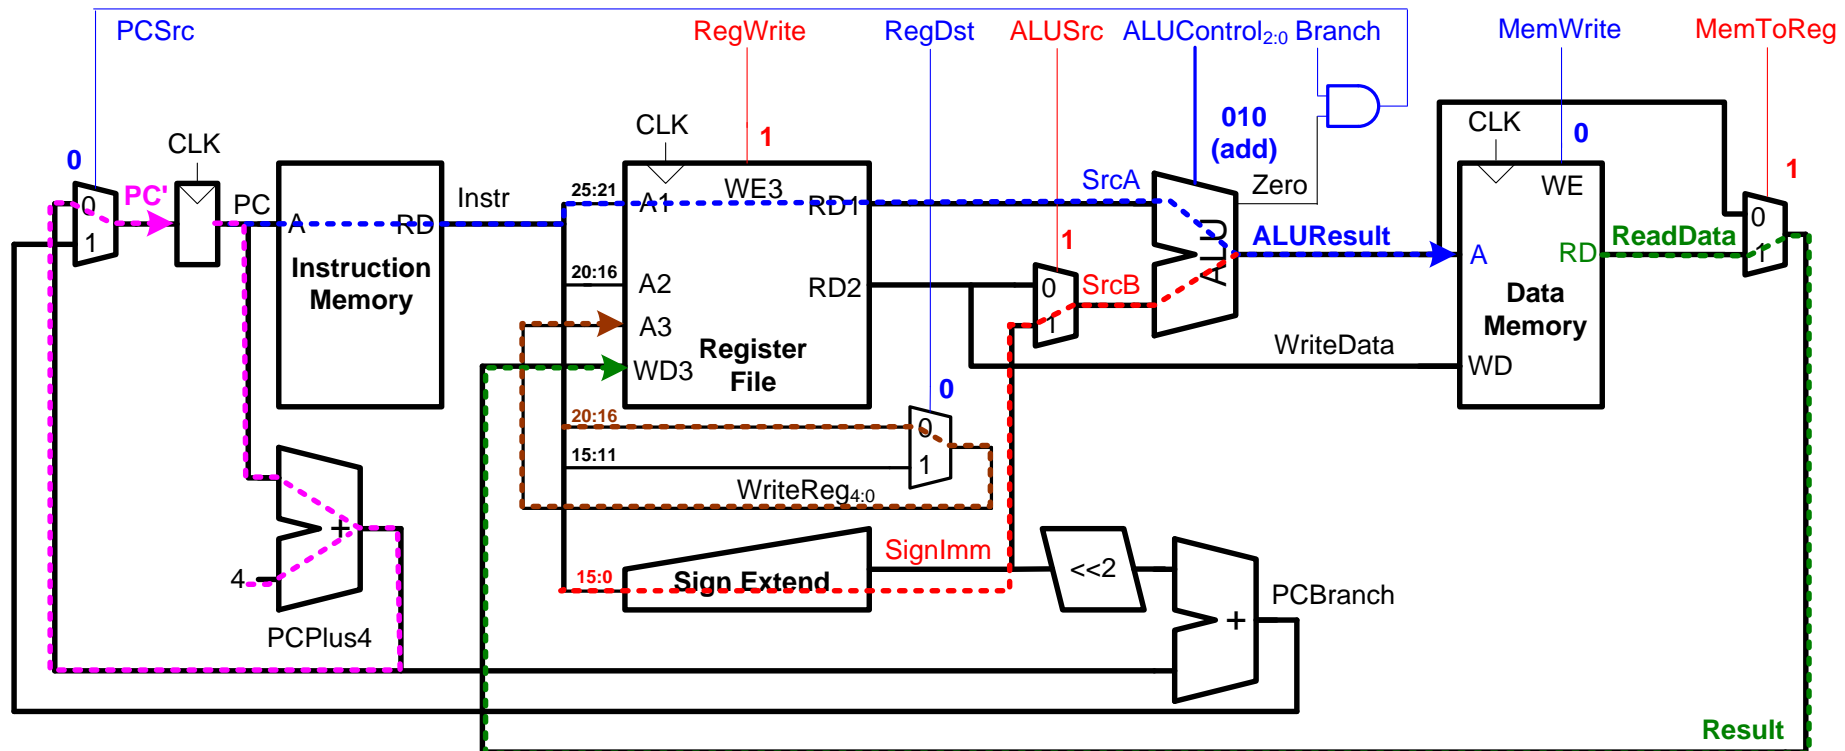 PCSrc RegWrite RegDst ALUSrc ALUControl2:0 Branch MemWrite MemToReg
CLK CLK CLK
0 1 010 0 1
(add)
PC' PC Instr 25:21 A1 WE3 RD1 SrcA Zero WE
0 A RD 0
1 1
Instruction
Memory
20:16 A2 RD2 0 SrcB 1 ALU ALUResult A RD ReadData
1
A3
Register
File
WD3
Data
Memory
WriteData WD
20:16 0 0
15:11 1
WriteReg4:0
4 +
PCPlus4
15:0 Sign Extend SignImm <<2
+ PCBranch
Result